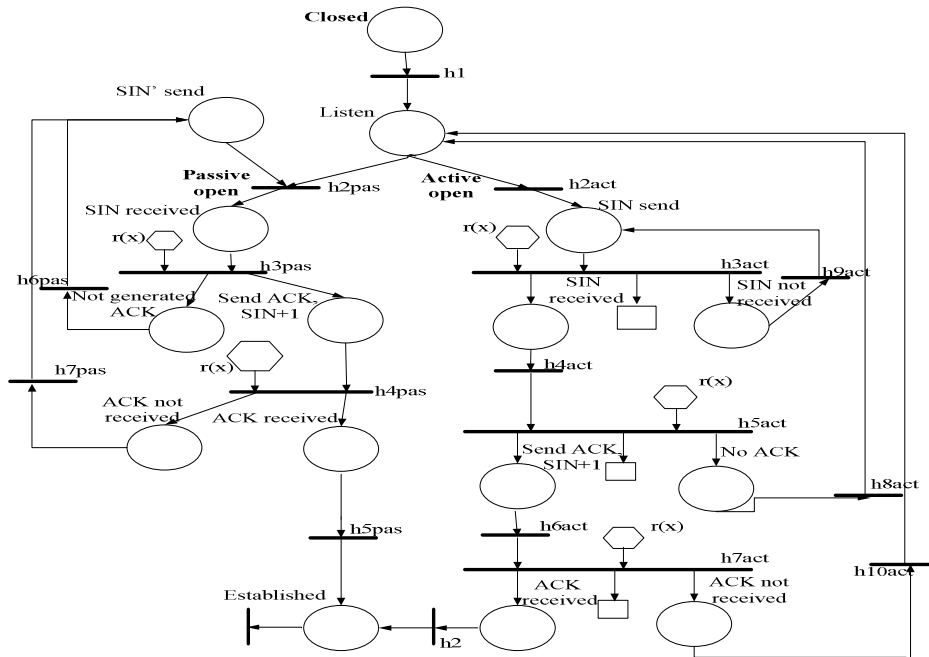 Closed
h1
SIN’ send
Listen
Passive
open
h2pas
Active
open
h2act
SIN received
SIN send
r(x)
r(x)
h3pas
h3act
h6pas
h9act
Not generated
ACK
Send ACK,
SIN+1
SIN
received
SIN not
received
r(x)
h4act
h7pas
h4pas
r(x)
ACK not
received
ACK received
h5act
Send ACK,
SIN+1
No ACK
h8act
h5pas
h6act
r(x)
h7act
h10act
ACK
received
ACK not
received
Established
h2